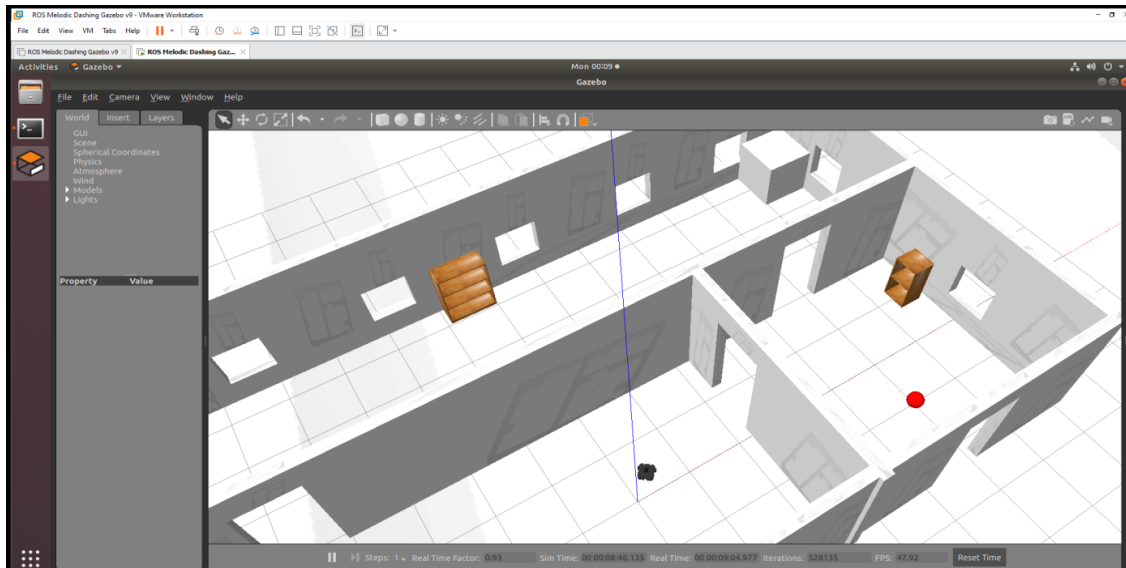 ROS Melodic Dashing Gazebo v9 - VMware Workstation
File Edit View VM Tabs Help
ROS Melodic Dashing Gazebo v9 ROS Melodic Dashing Gaz...
Activities Gazebo Mon 00:09
Gazebo
File Edit Camera View Window Help
World Insert Layers
GUI
Scene
Spherical Coordinates
Physics
Atmosphere
Wind
Models
Lights
Property Value
Steps: 1 Real Time Factor: 0.93 Sim Time: 00 00:08:48.135 Real Time: 00 00:09:04.977 Iterations: 528135 FPS: 47.92 Reset Time